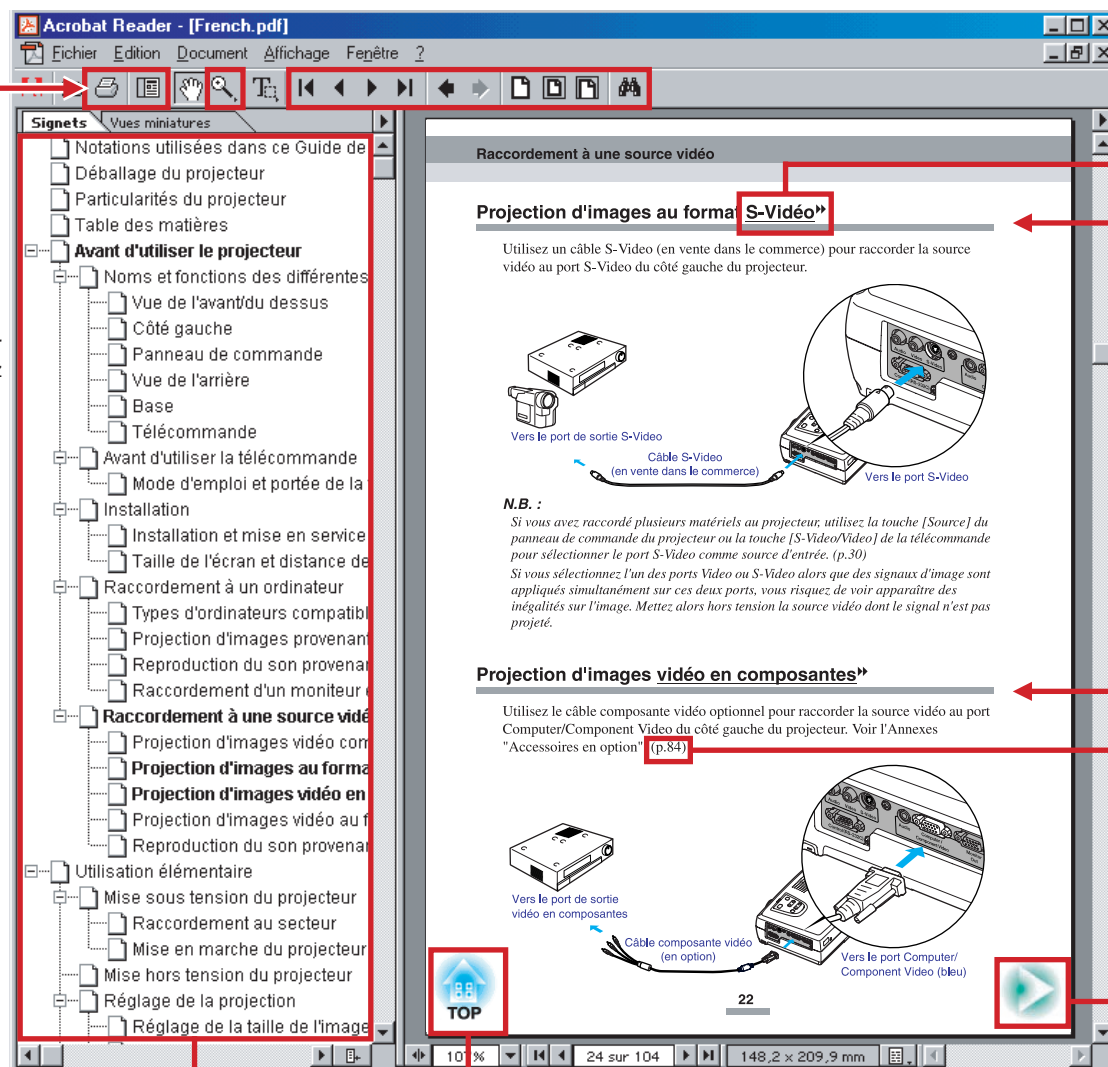 Acrobat Reader - [French.pdf]
Fichier Edition Document Affichage Fenêtre ?
Signets Vues miniatures
Notations utilisées dans ce Guide de
Déballage du projecteur
Particularités du projecteur
Table des matières
Avant d'utiliser le projecteur
Noms et fonctions des différentes
Vue de l'avant/du dessus
Côté gauche
Panneau de commande
Vue de l'arrière
Base
Télécommande
Avant d'utiliser la télécommande
Mode d'emploi et portée de la
Installation
Installation et mise en service
Taille de l'écran et distance de
Raccordement à un ordinateur
Types d'ordinateurs compatibl
Projection d'images provenant
Reproduction du son provenar
Raccordement d'un moniteur
Raccordement à une source vidé
Projection d'images vidéo com
Projection d'images au forma
Projection d'images vidéo en
Projection d'images vidéo au f
Reproduction du son provenar
Utilisation élémentaire
Mise sous tension du projecteur
Raccordement au secteur
Mise en marche du projecteur
Mise hors tension du projecteur
Réglage de la projection
Réglage de la taille de l'image
Raccordement à une source vidéo
Projection d'images au format S-Vidéo
Utilisez un câble S-Video (en vente dans le commerce) pour raccorder la source
vidéo au port S-Video du côté gauche du projecteur.
Audio Video S-Video
Audio
Vers le port de sortie S-Video
Câble S-Video
(en vente dans le commerce)
Vers le port S-Video
N.B. :
Si vous avez raccordé plusieurs matériels au projecteur, utilisez la touche [Source] du
panneau de commande du projecteur ou la touche [S-Video/Video] de la télécommande
pour sélectionner le port S-Video comme source d'entrée. (p.30)
Si vous sélectionnez l'un des ports Video ou S-Video alors que des signaux d'image sont
appliqués simultanément sur ces deux ports, vous risquez de voir apparaître des
inégalités sur l'image. Mettez alors hors tension la source vidéo dont le signal n'est pas
projeté.
Projection d'images vidéo en composantes
Utilisez le câble composante vidéo optionnel pour raccorder la source vidéo au port
Computer/Component Video du côté gauche du projecteur. Voir l'Annexes
"Accessoires en option" (p.84)
Audio Video S-Video
Audio
Computer /
Component Video
Monitor
Out
Vers le port de sortie
vidéo en composantes
Câble composante vidéo
(en option)
Vers le port Computer/
Component Video (bleu)
TOP
22
24 sur 104
148,2 x 209,9 mm